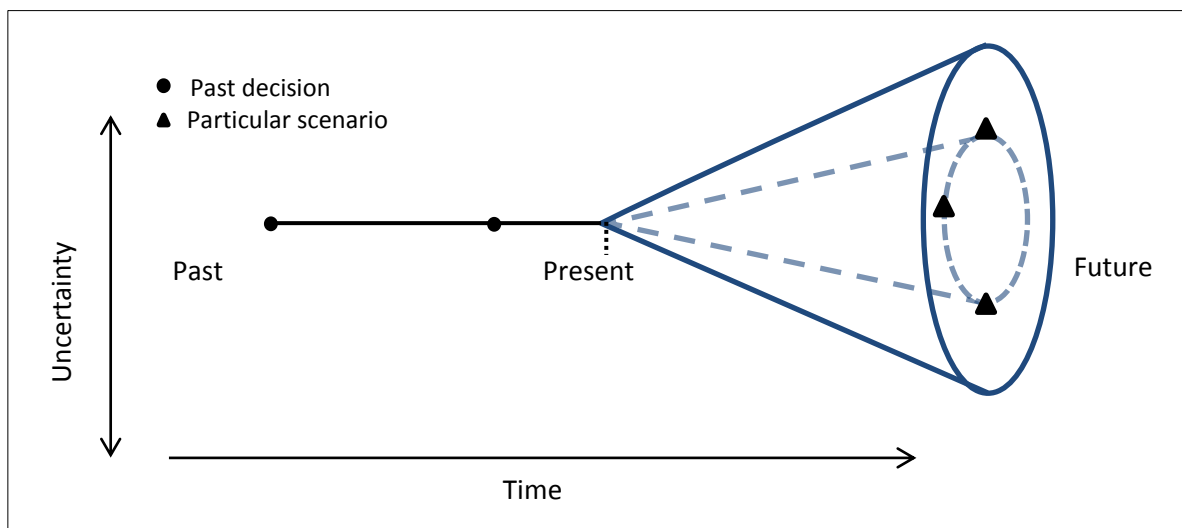 Past decision
Particular scenario
Uncertainty
Past
Present
Future
Time